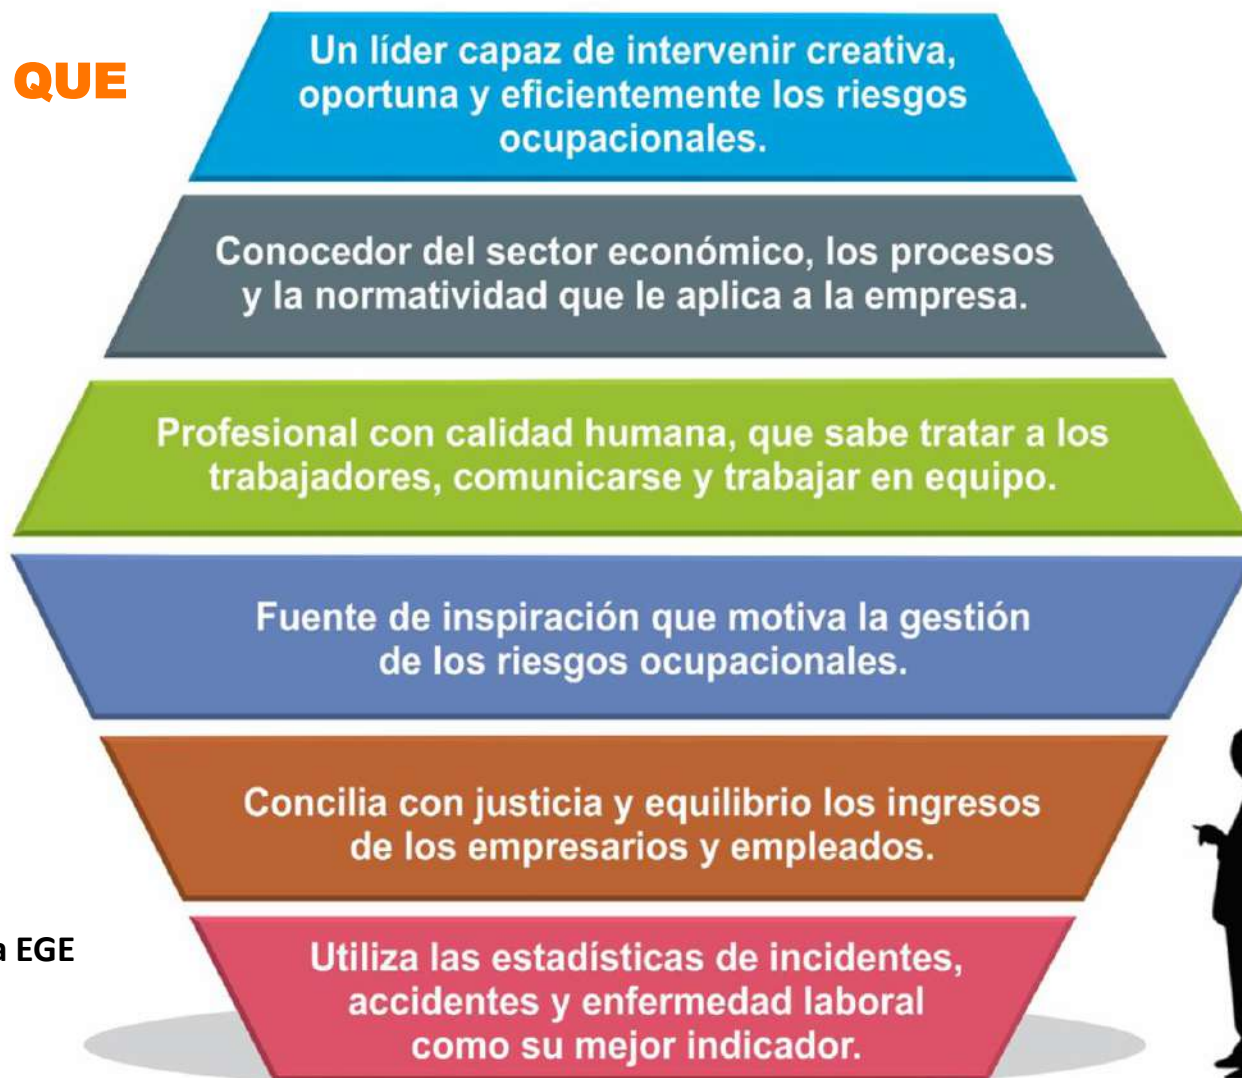 QUE
Un líder capaz de intervenir creativa,
oportuna y eficientemente los riesgos
ocupacionales.
Conocedor del sector económico, los procesos
y la normatividad que le aplica a la empresa.
Profesional con calidad humana, que sabe tratar a los
trabajadores, comunicarse y trabajar en equipo.
Fuente de inspiración que motiva la gestión
de los riesgos ocupacionales.
Concilia con justicia y equilibrio los ingresos
de los empresarios y empleados.
a EGE
Utiliza las estadísticas de incidentes,
accidentes y enfermedad laboral
como su mejor indicador.